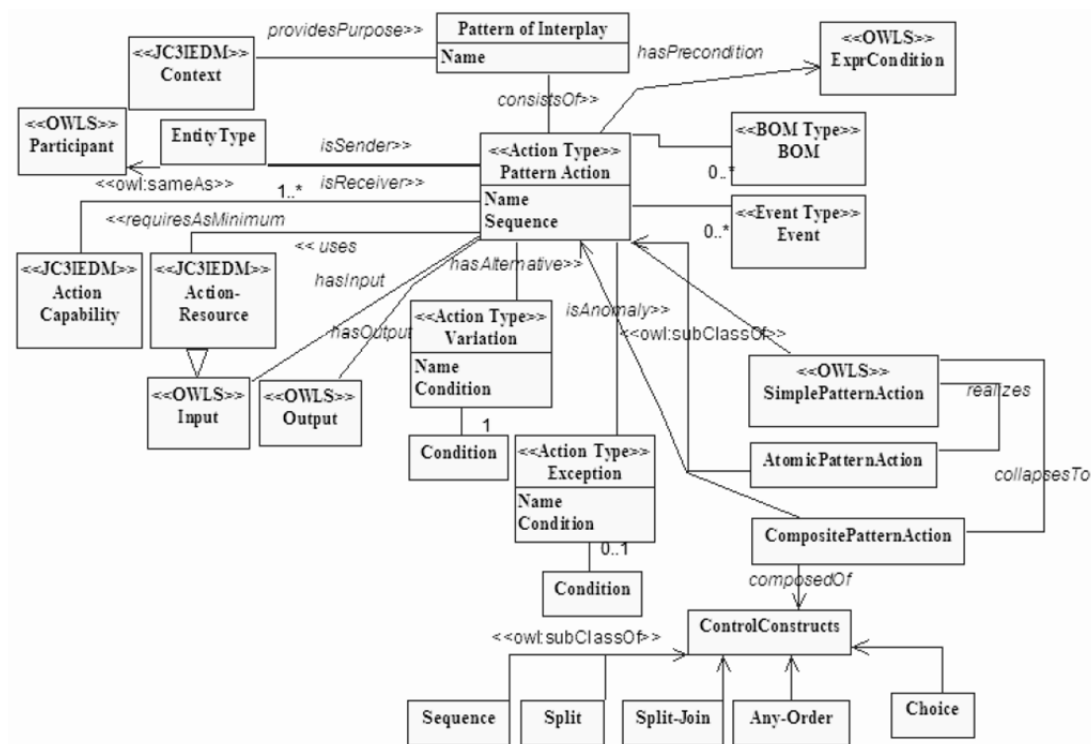 providesPurpose>>
Pattern of Interplay
Name
hasPrecondition
<<OWLS>>
ExprCondition
<<JC3IEDM>>
Context
consistsOf>>
<<OWLS>>
Participant
EntityType
isSender>>
<<Action Type>>
Pattern Action
Name
Sequence
<<BOM Type>>
BOM
0..*
<<owl:sameAs>>
1..*
isReceiver>>
<<Event Type>>
Event
0..*
<<requiresAsMinimum
<< uses
<<JC3IEDM>>
Action
Capability
<<JC3IEDM>>
Action-
Resource
hasInput
hasAlternative>>
isAnomaly>>
hasOutput
<<Action Type>>
Variation
Name
Condition
<<owl:subClassOf>>
<<OWLS>>
SimplePatternAction
realizes
<<OWLS>>
Input
<<OWLS>>
Output
1
Condition
<<Action Type>>
Exception
Name
Condition
AtomicPatternAction
collapsesTo
CompositePatternAction
0..1
Condition
composedOf
ControlConstructs
<<owl:subClassOf>>
Sequence
Split
Split-Join
Any-Order
Choice